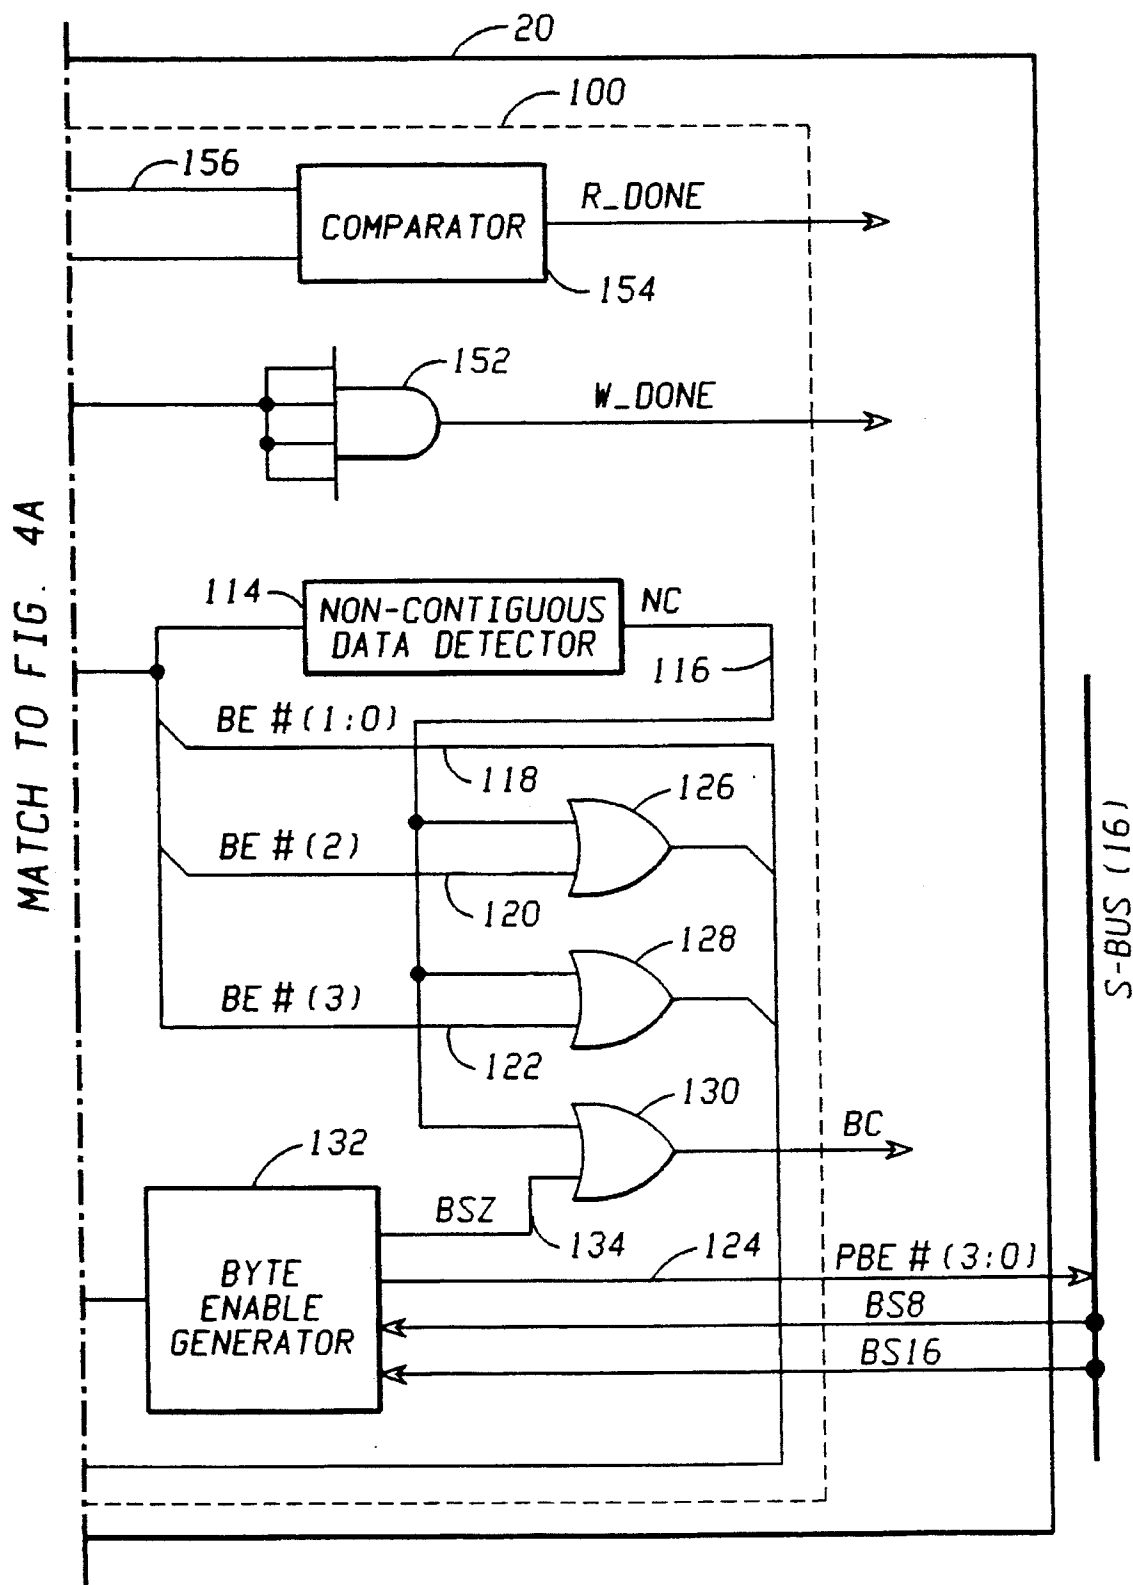 20
100
156
COMPARATOR
R_DONE
154
152
W_DONE
MATCH TO FIG. 4A
114
NON-CONTIGUOUS
DATA DETECTOR
NC
116
BE # (1:0)
118
126
BE # (2)
120
128
BE # (3)
122
130
BC
132
BSZ
134
124
PBE # (3:0)
BYTE
ENABLE
GENERATOR
BS8
BS16
S-BUS (16)